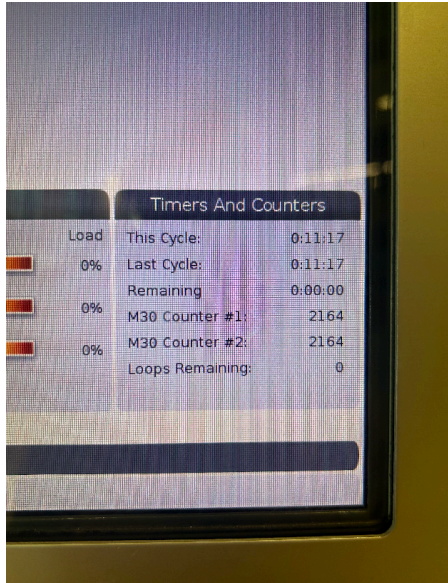 Timers And Counters
Load
0%
0%
0%
This Cycle: 0:11:17
Last Cycle: 0:11:17
Remaining 0:00:00
M30 Counter #1: 2164
M30 Counter #2: 2164
Loops Remaining: 0